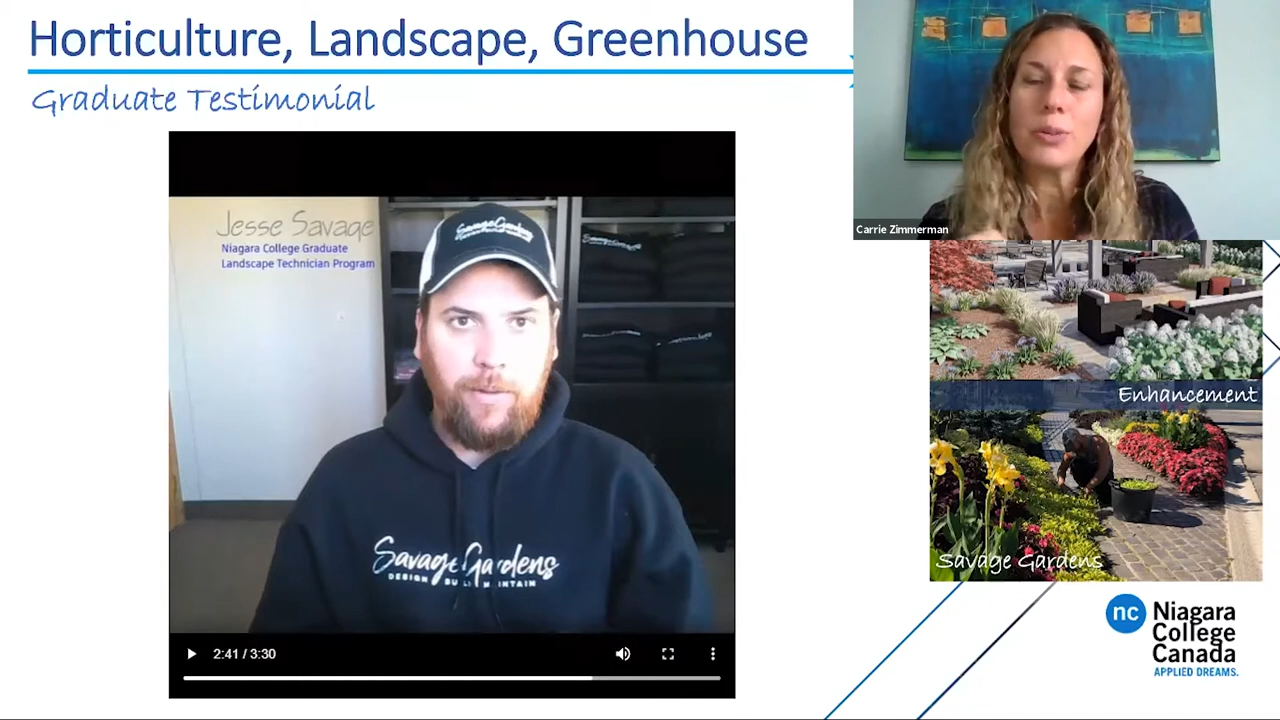 Horticulture, Landscape, Greenhouse
Graduate Testimonial
Jesse Savage
Niagara College Graduate
Landscape Technician Program
Savage Gardens
Savage Gardens
DESIGN BUILD MAINTAIN
2:41 / 3:30
Carrie Zimmerman
Enhancement
Savage Gardens
nc
Niagara
College
Canada
APPLIED DREAMS.